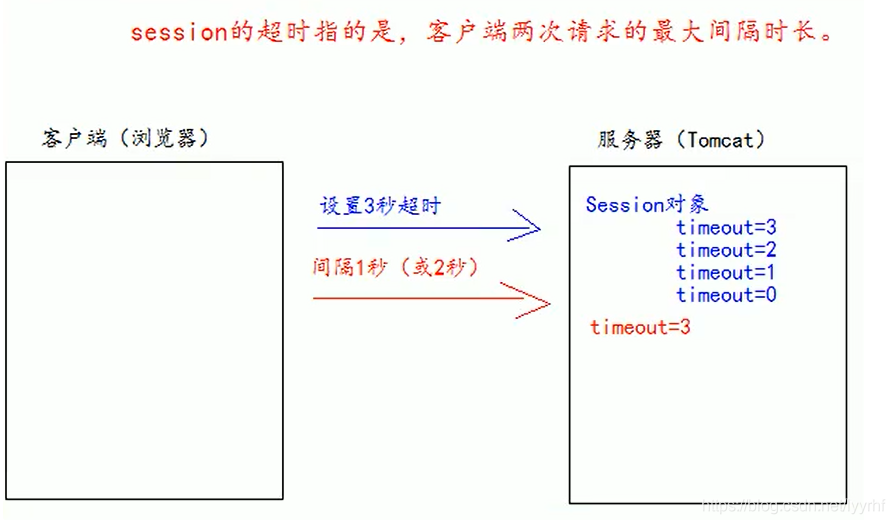 session的超时指的是，客户端两次请求的最大间隔时长。
客户端（浏览器）
服务器（Tomcat）
设置3秒超时
间隔1秒（或2秒）
Session对象
timeout=3
timeout=2
timeout=1
timeout=0
timeout=3
https://blog.csdn.net/lyyrhf